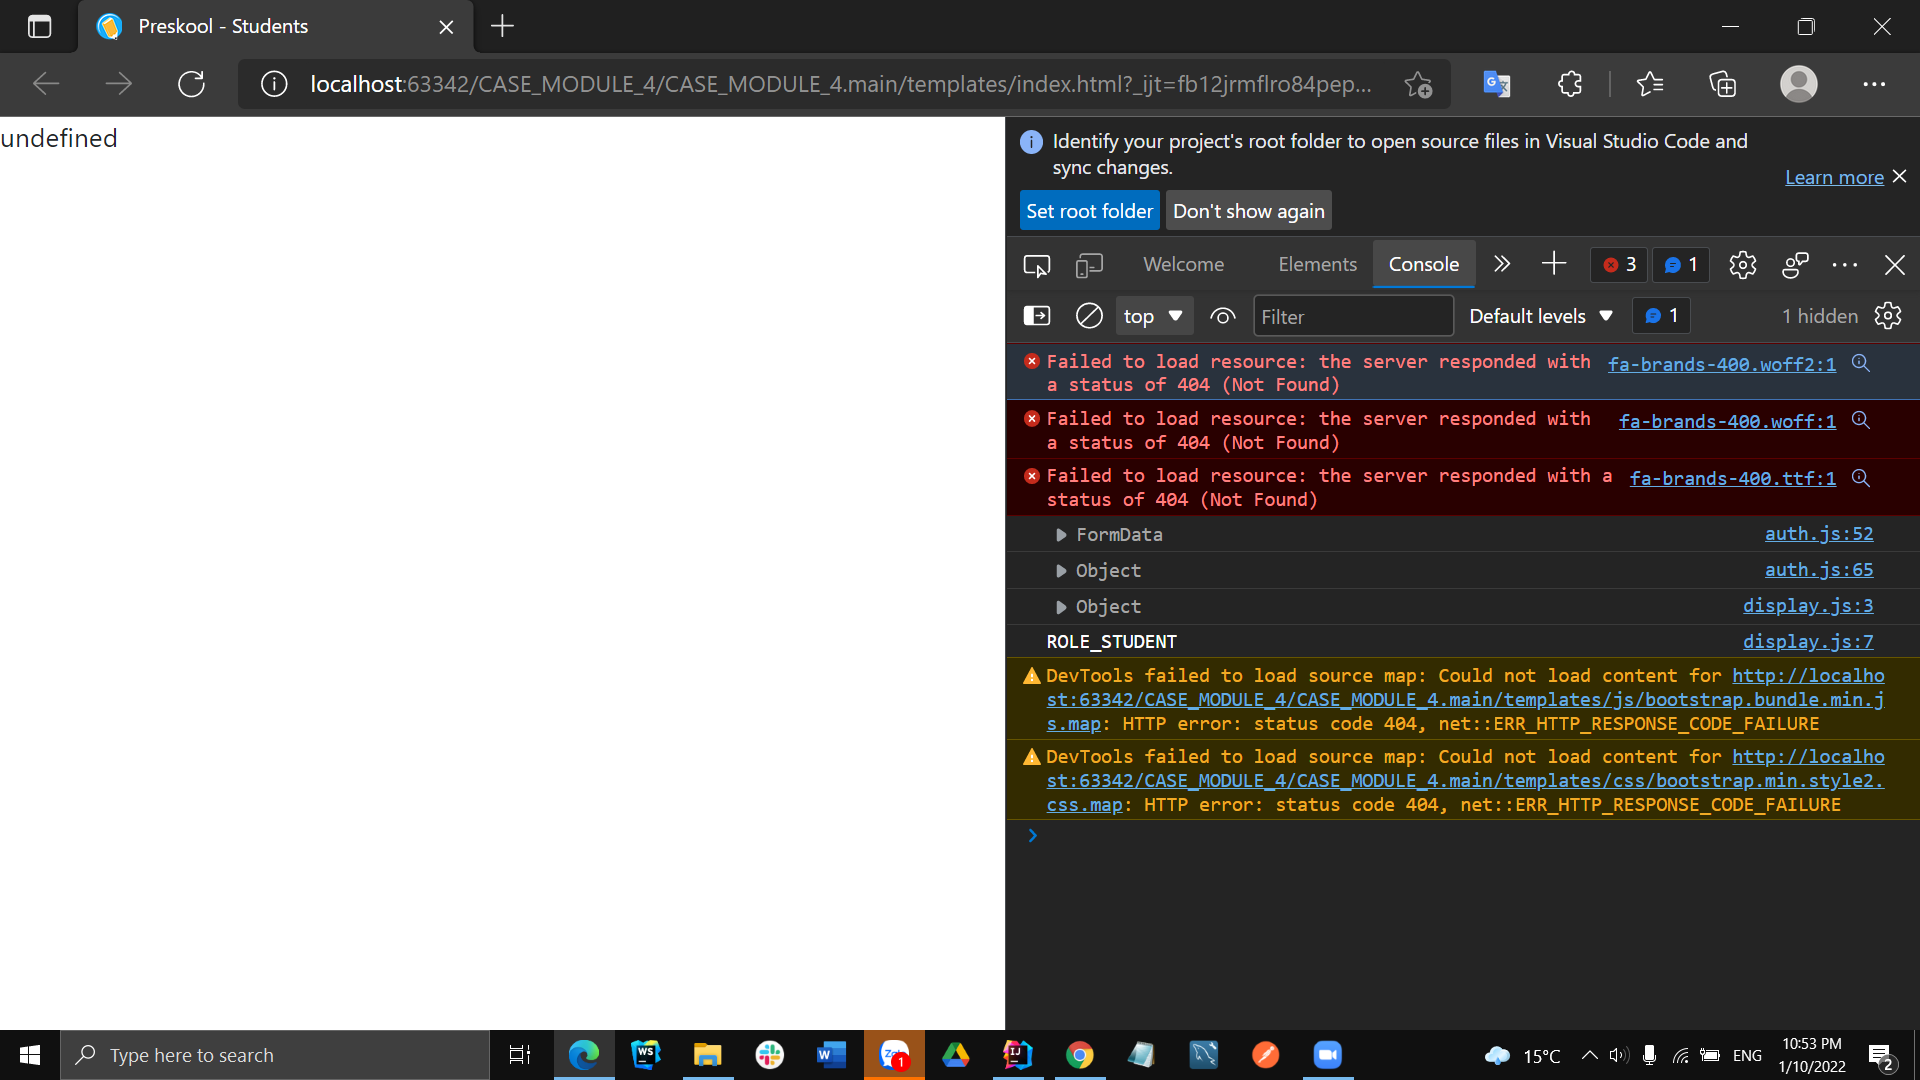 Preskool - Students
localhost:63342/CASE_MODULE_4/CASE_MODULE_4.main/templates/index.html?_ijt=fb12jrmflro84pep...
undefined
Identify your project's root folder to open source files in Visual Studio Code and
sync changes.
Learn more
Set root folder
Don't show again
Welcome
Elements
Console
3
1
top
Filter
Default levels
1
1 hidden
Failed to load resource: the server responded with fa-brands-400.woff2:1
a status of 404 (Not Found)
Failed to load resource: the server responded with fa-brands-400.woff:1
a status of 404 (Not Found)
Failed to load resource: the server responded with a fa-brands-400.ttf:1
status of 404 (Not Found)
FormData auth.js:52
Object auth.js:65
Object display.js:3
ROLE_STUDENT display.js:7
DevTools failed to load source map: Could not load content for http://localho
st:63342/CASE_MODULE_4/CASE_MODULE_4.main/templates/js/bootstrap.bundle.min.j
s.map: HTTP error: status code 404, net::ERR_HTTP_RESPONSE_CODE_FAILURE
DevTools failed to load source map: Could not load content for http://localho
st:63342/CASE_MODULE_4/CASE_MODULE_4.main/templates/css/bootstrap.min.style2.
css.map: HTTP error: status code 404, net::ERR_HTTP_RESPONSE_CODE_FAILURE
Type here to search
WS
W
1
IJ
15°C
ENG
10:53 PM
1/10/2022
2